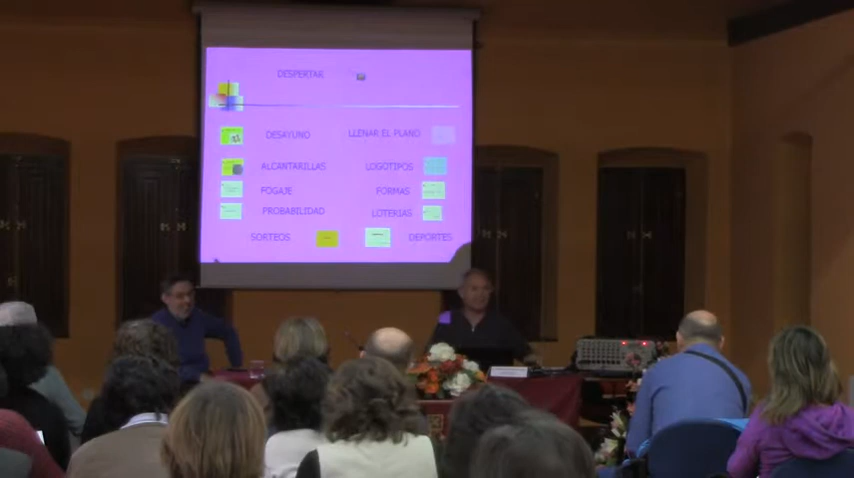 DESPERTAR
DESAYUNO LLENAR EL PLANO
ALCANTARILLAS LOGOTIPOS
FOGAJE FORMAS
PROBABILIDAD LOTERIAS
SORTEOS DEPORTES